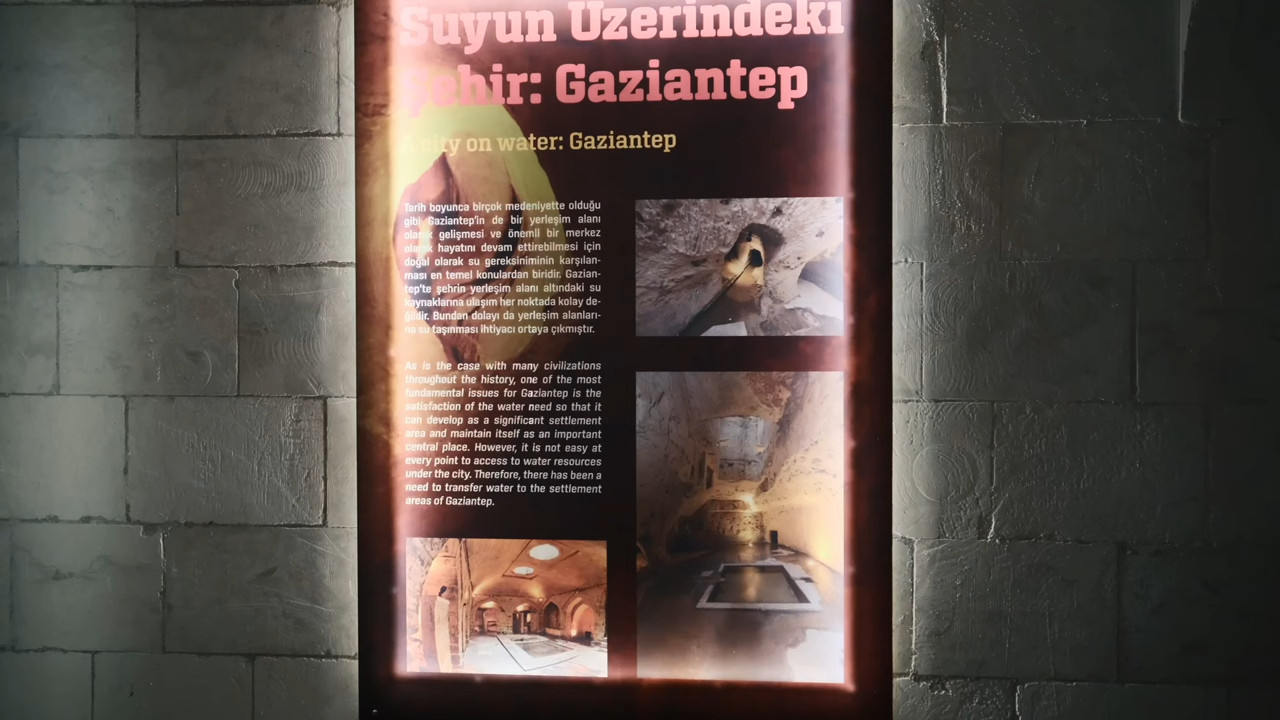 Suyun Üzerindeki
Şehir: Gaziantep
A city on water: Gaziantep
Tarih boyunca birçok medeniyette olduğu
gibi Gaziantep'in de bir yerleşim alanı
olarak gelişmesi ve önemli bir merkez
olarak hayatını devam ettirebilmesi için
doğal olarak su gereksiniminin karşılan-
ması en temel konulardan biridir. Gazian-
tep'te şehrin yerleşim alanı altındaki su
kaynaklarına ulaşım her noktada kolay de-
ğildir. Bundan dolayı da yerleşim alanları-
na su taşınması ihtiyacı ortaya çıkmıştır.
As is the case with many civilizations
throughout the history, one of the most
fundamental issues for Gaziantep is the
satisfaction of the water need so that it
can develop as a significant settlement
area and maintain itself as an important
central place. However, it is not easy at
every point to access to water resources
under the city. Therefore, there has been a
need to transfer water to the settlement
areas of Gaziantep.